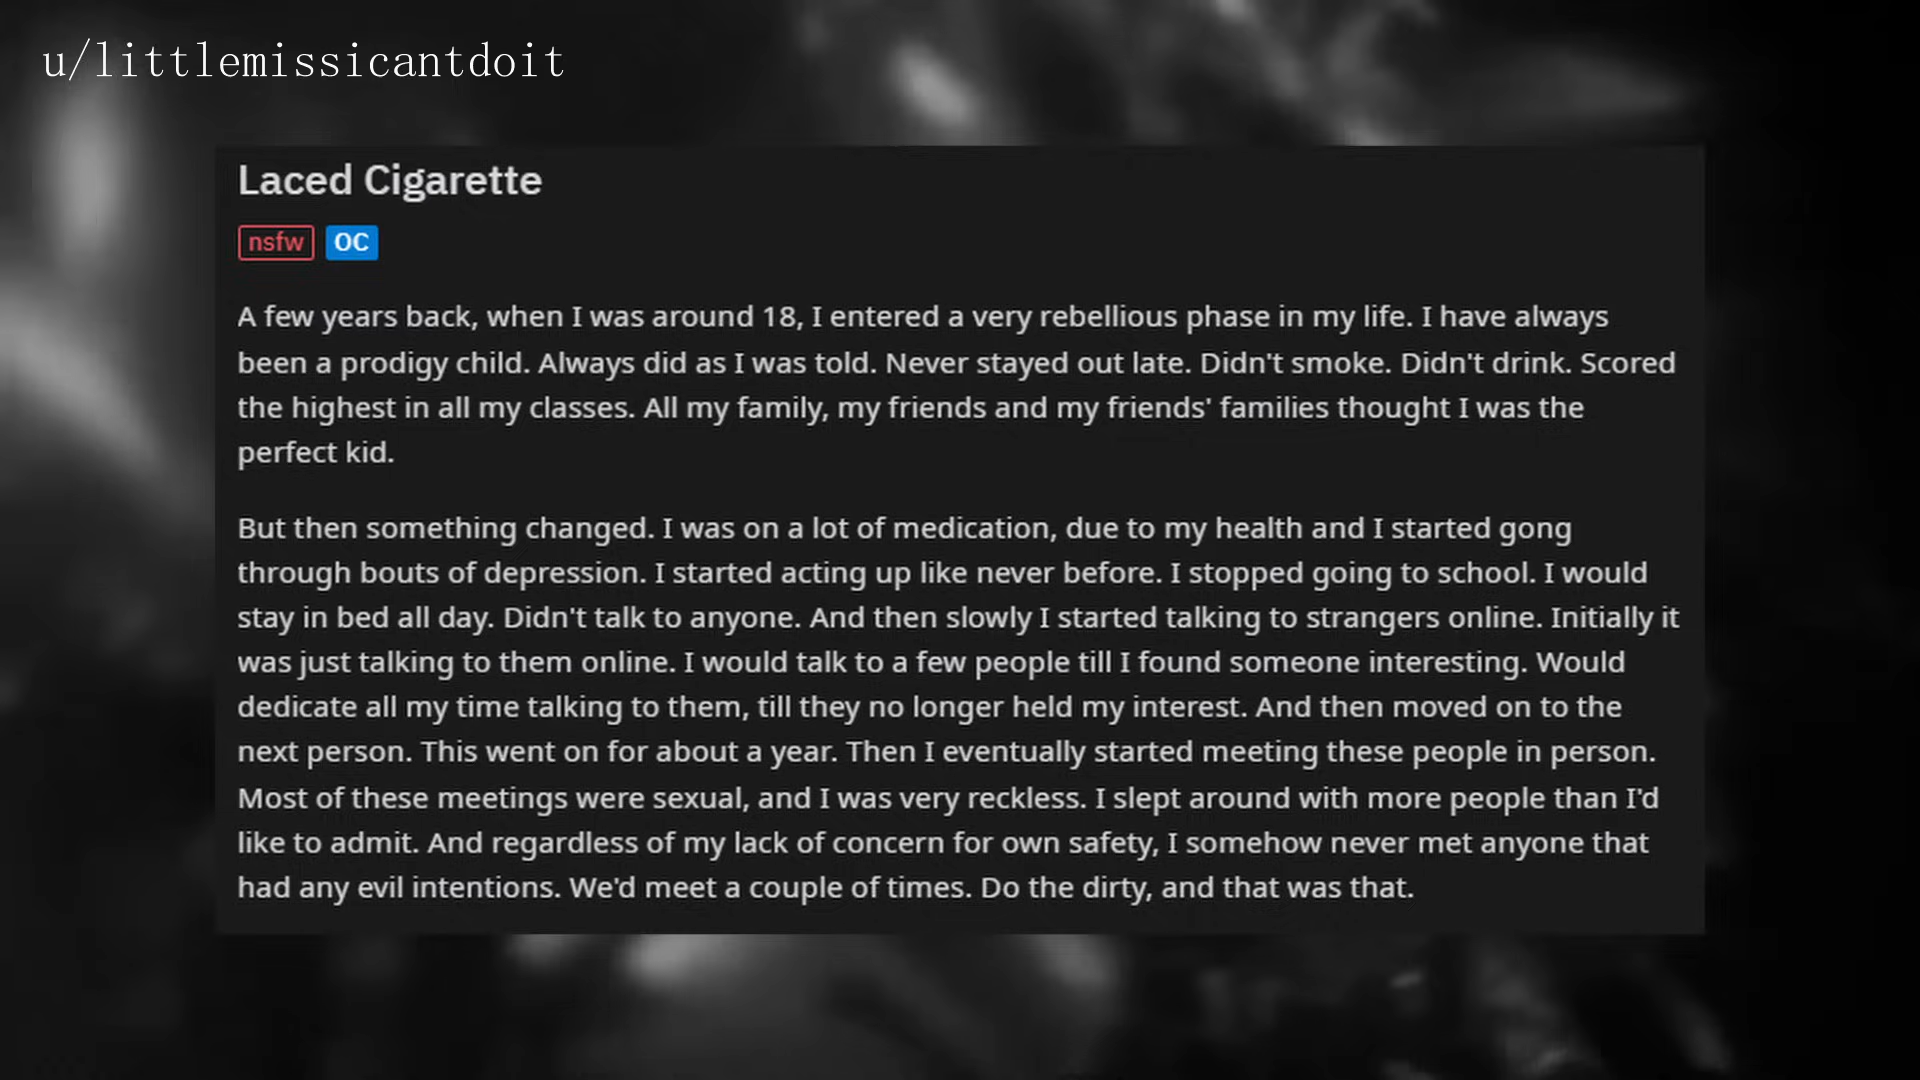 u/littlemissicantdoit
Laced Cigarette
nsfw OC
A few years back, when I was around 18, I entered a very rebellious phase in my life. I have always
been a prodigy child. Always did as I was told. Never stayed out late. Didn't smoke. Didn't drink. Scored
the highest in all my classes. All my family, my friends and my friends' families thought I was the
perfect kid.
But then something changed. I was on a lot of medication, due to my health and I started gong
through bouts of depression. I started acting up like never before. I stopped going to school. I would
stay in bed all day. Didn't talk to anyone. And then slowly I started talking to strangers online. Initially it
was just talking to them online. I would talk to a few people till I found someone interesting. Would
dedicate all my time talking to them, till they no longer held my interest. And then moved on to the
next person. This went on for about a year. Then I eventually started meeting these people in person.
Most of these meetings were sexual, and I was very reckless. I slept around with more people than I'd
like to admit. And regardless of my lack of concern for own safety, I somehow never met anyone that
had any evil intentions. We'd meet a couple of times. Do the dirty, and that was that.